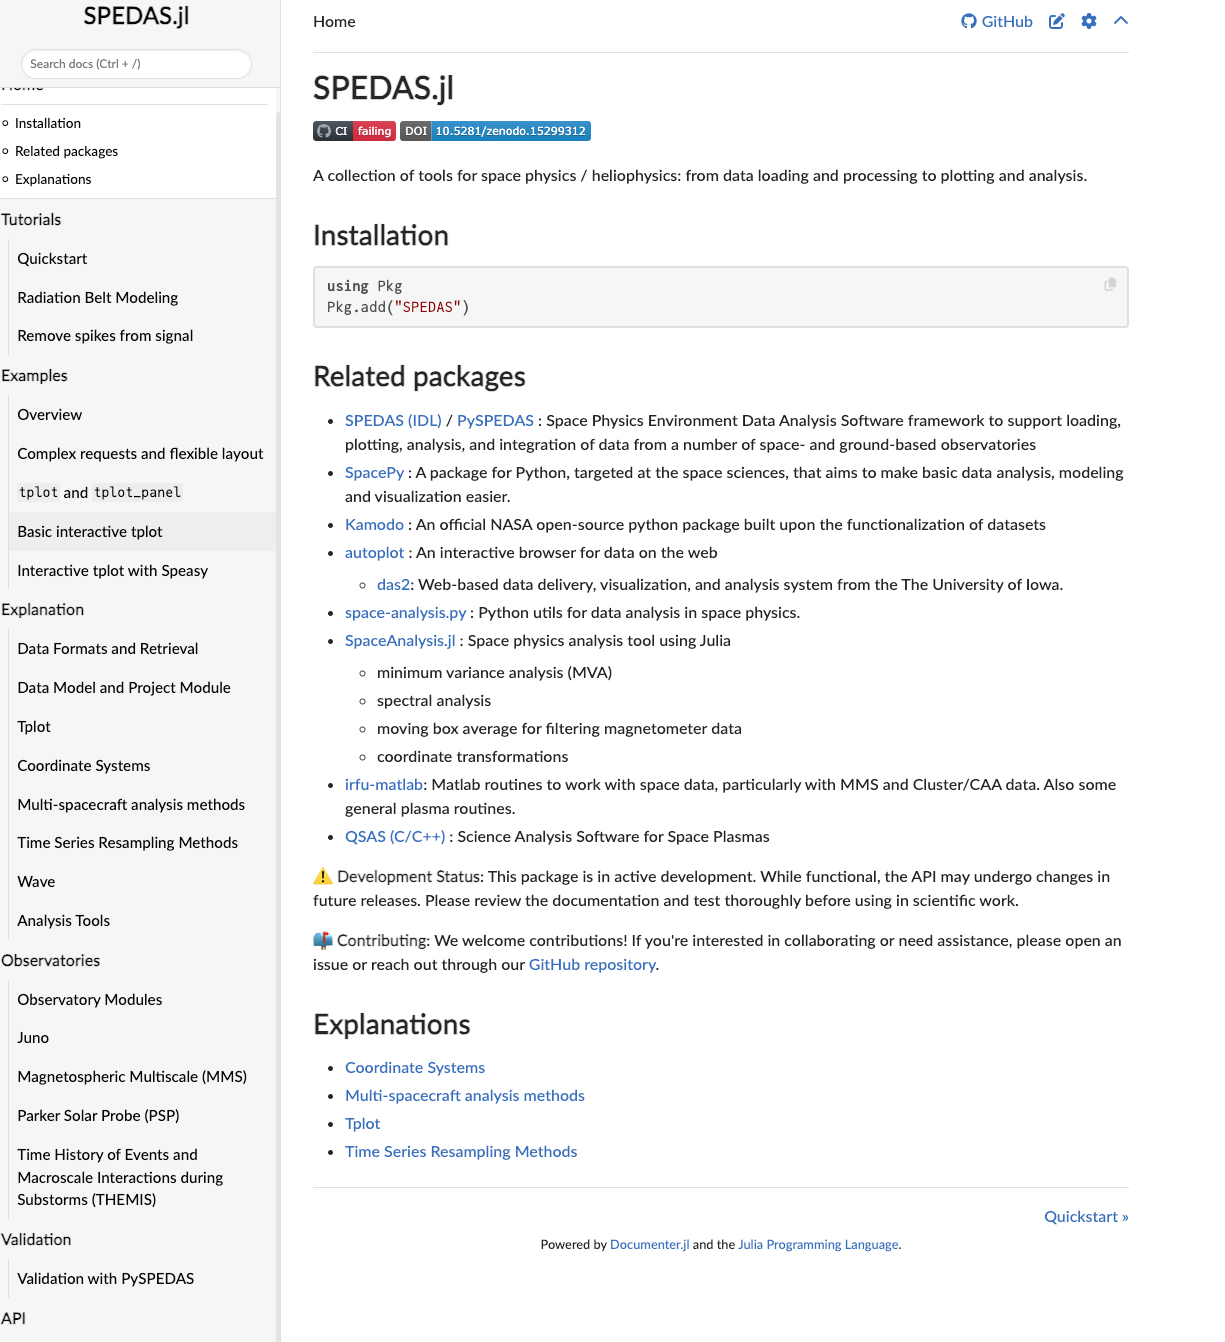 SPEDAS.jl
Search docs (Ctrl + /)
Home
Installation
Related packages
Explanations
Tutorials
Quickstart
Radiation Belt Modeling
Remove spikes from signal
Examples
Overview
Complex requests and flexible layout
tplot and tplot_panel
Basic interactive tplot
Interactive tplot with Speasy
Explanation
Data Formats and Retrieval
Data Model and Project Module
Tplot
Coordinate Systems
Multi-spacecraft analysis methods
Time Series Resampling Methods
Wave
Analysis Tools
Observatories
Observatory Modules
Juno
Magnetospheric Multiscale (MMS)
Parker Solar Probe (PSP)
Time History of Events and
Macroscale Interactions during
Substorms (THEMIS)
Validation
Validation with PySPEDAS
API
Home
GitHub
SPEDAS.jl
CI failing DOI 10.5281/zenodo.15299312
A collection of tools for space physics / heliophysics: from data loading and processing to plotting and analysis.
Installation
using Pkg
Pkg.add("SPEDAS")
Related packages
SPEDAS (IDL) / PySPEDAS : Space Physics Environment Data Analysis Software framework to support loading,
plotting, analysis, and integration of data from a number of space- and ground-based observatories
SpacePy : A package for Python, targeted at the space sciences, that aims to make basic data analysis, modeling
and visualization easier.
Kamodo : An official NASA open-source python package built upon the functionalization of datasets
autoplot : An interactive browser for data on the web
das2: Web-based data delivery, visualization, and analysis system from the The University of Iowa.
space-analysis.py : Python utils for data analysis in space physics.
SpaceAnalysis.jl : Space physics analysis tool using Julia
minimum variance analysis (MVA)
spectral analysis
moving box average for filtering magnetometer data
coordinate transformations
irfu-matlab: Matlab routines to work with space data, particularly with MMS and Cluster/CAA data. Also some
general plasma routines.
QSAS (C/C++) : Science Analysis Software for Space Plasmas
⚠️ Development Status: This package is in active development. While functional, the API may undergo changes in
future releases. Please review the documentation and test thoroughly before using in scientific work.
📬 Contributing: We welcome contributions! If you're interested in collaborating or need assistance, please open an
issue or reach out through our GitHub repository.
Explanations
Coordinate Systems
Multi-spacecraft analysis methods
Tplot
Time Series Resampling Methods
Quickstart »
Powered by Documenter.jl and the Julia Programming Language.